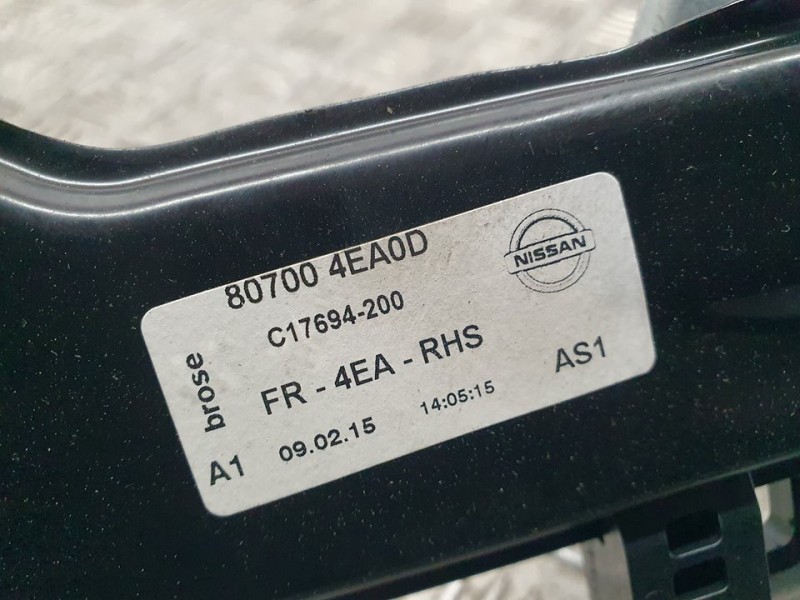 80700 4EA0D
NISSAN
C17694-200
brose
FR - 4EA - RHS
AS1
A1 09.02.15 14:05:15